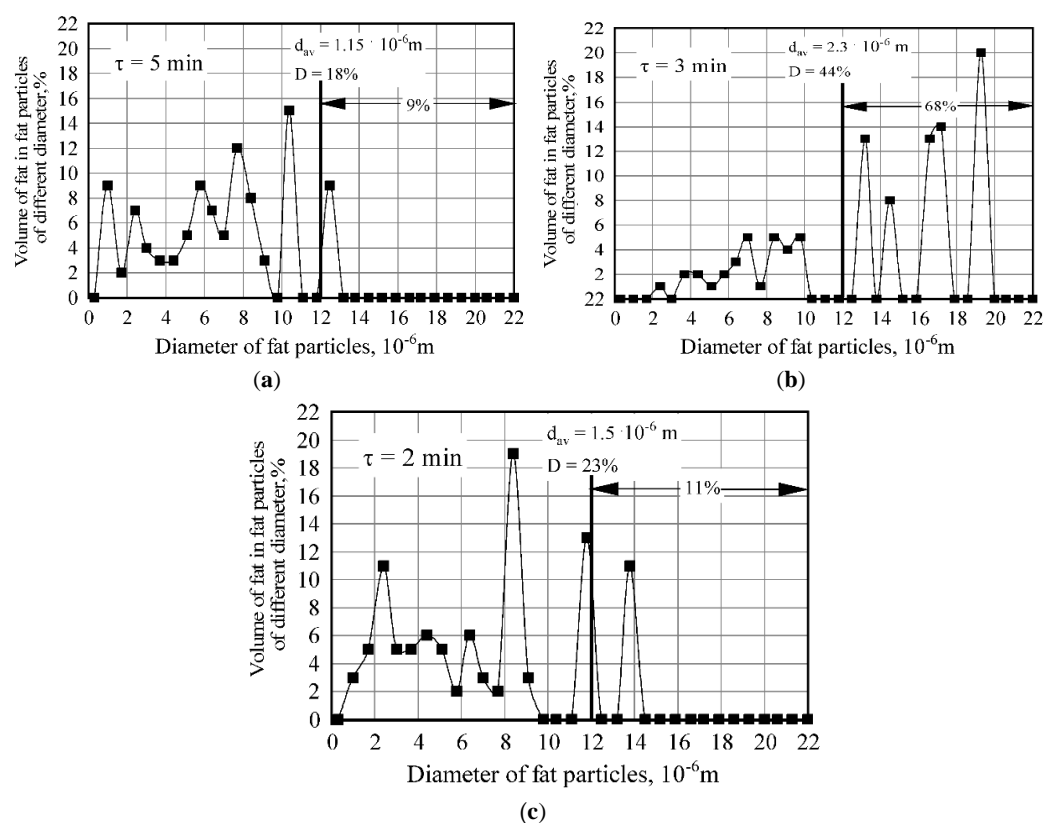 22
20
18
16
14
12
10
8
6
4
2
0
Volume of fat in fat particles
of different diameter,%
τ = 5 min
d_av = 1.15 · 10⁻⁶ m
D = 18%
9%
0 2 4 6 8 10 12 14 16 18 20 22
Diameter of fat particles, 10⁻⁶m
(a)
22
20
18
16
14
12
10
8
6
4
2
Volume of fat in fat particles
of different diameter,%
τ = 3 min
d_av = 2.3 · 10⁻⁶ m
D = 44%
68%
22 2 4 6 8 10 12 14 16 18 20 22
Diameter of fat particles, 10⁻⁶m
(b)
22
20
18
16
14
12
10
8
6
4
2
0
Volume of fat in fat particles
of different diameter,%
τ = 2 min
d_av = 1.5 · 10⁻⁶ m
D = 23%
11%
0 2 4 6 8 10 12 14 16 18 20 22
Diameter of fat particles, 10⁻⁶m
(c)